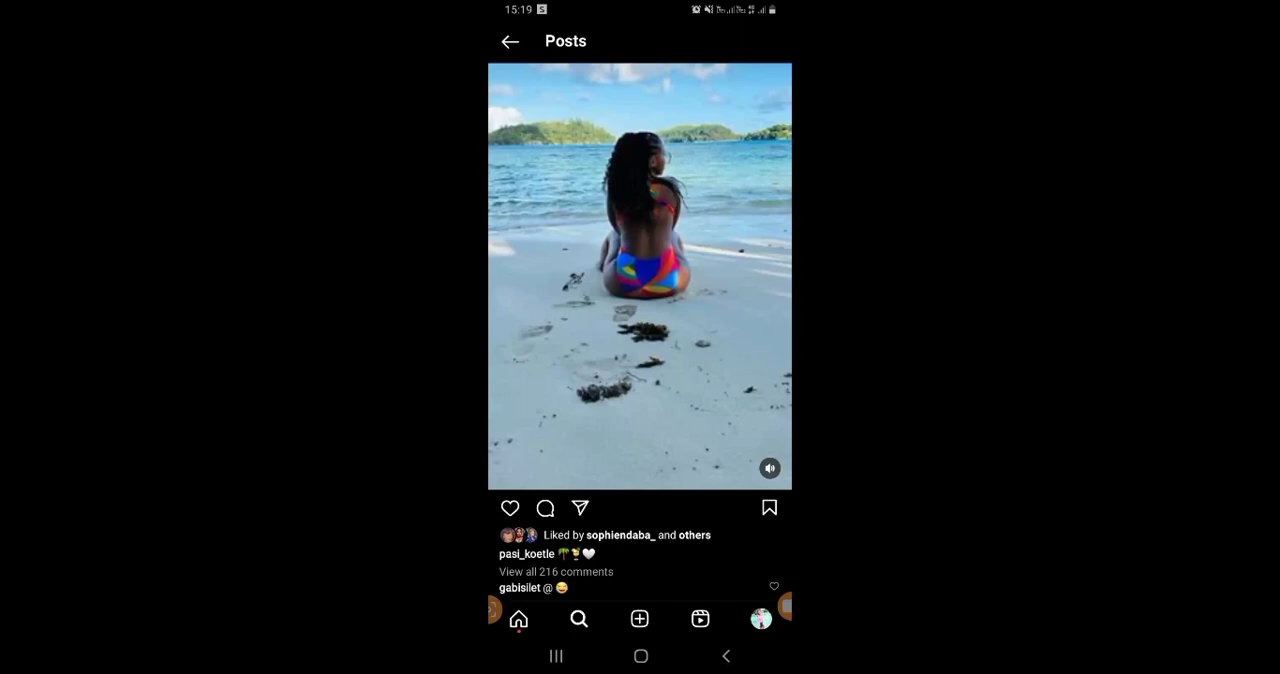 15:19 S
Posts
Liked by sophiendaba_ and others
pasi_koetle 🌴🍹🤍
View all 216 comments
gabisilet @ 😅